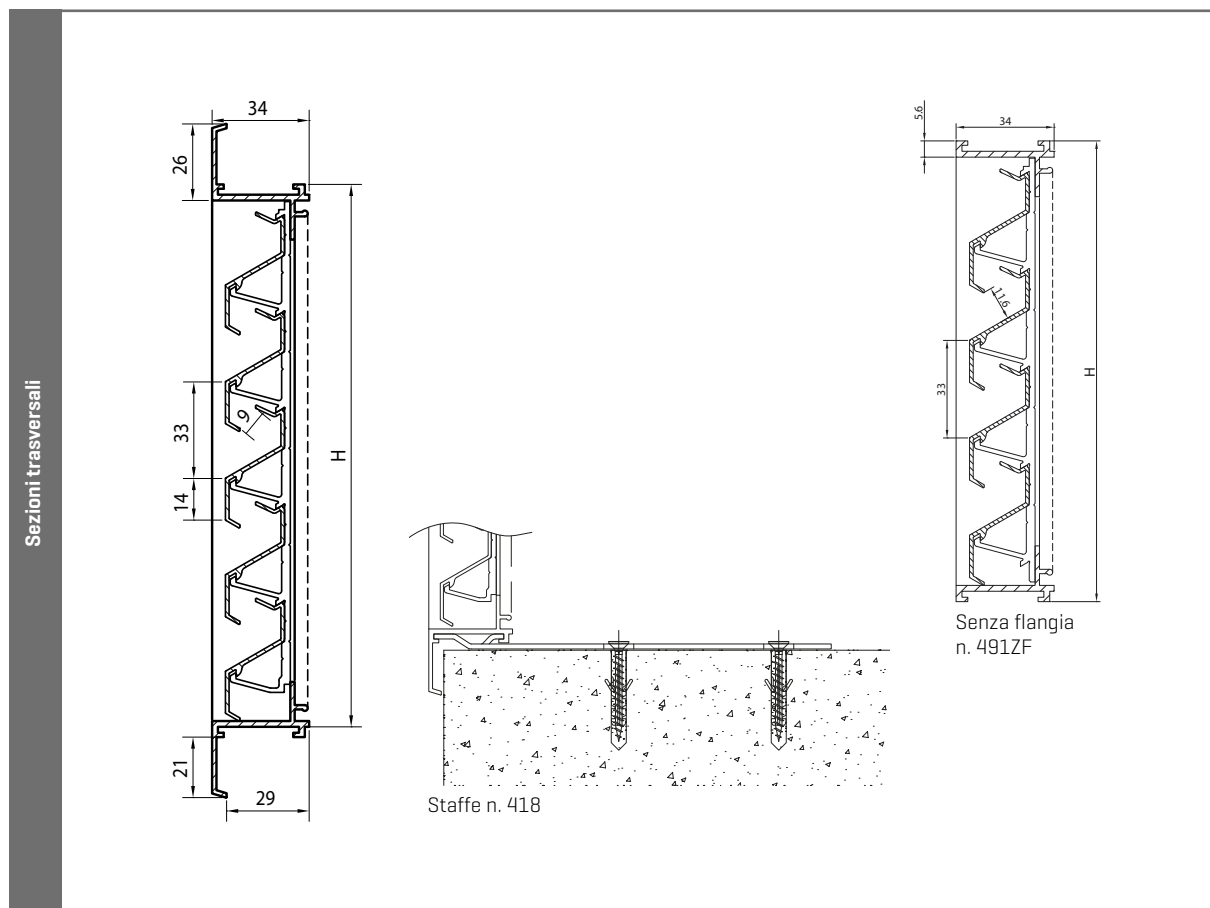 Sezioni trasversali
34
26
33
14
9
H
21
29
Staffe n. 418
5,6
34
11,6
33
H
Senza flangia
n. 491ZF